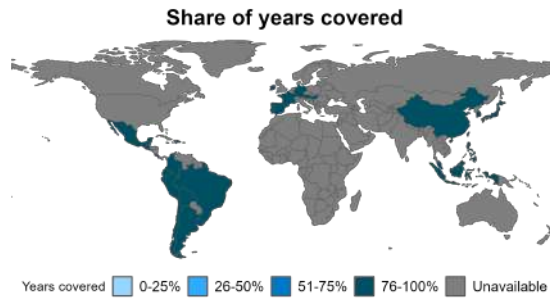 Share of years covered
Years covered 0-25% 26-50% 51-75% 76-100% Unavailable